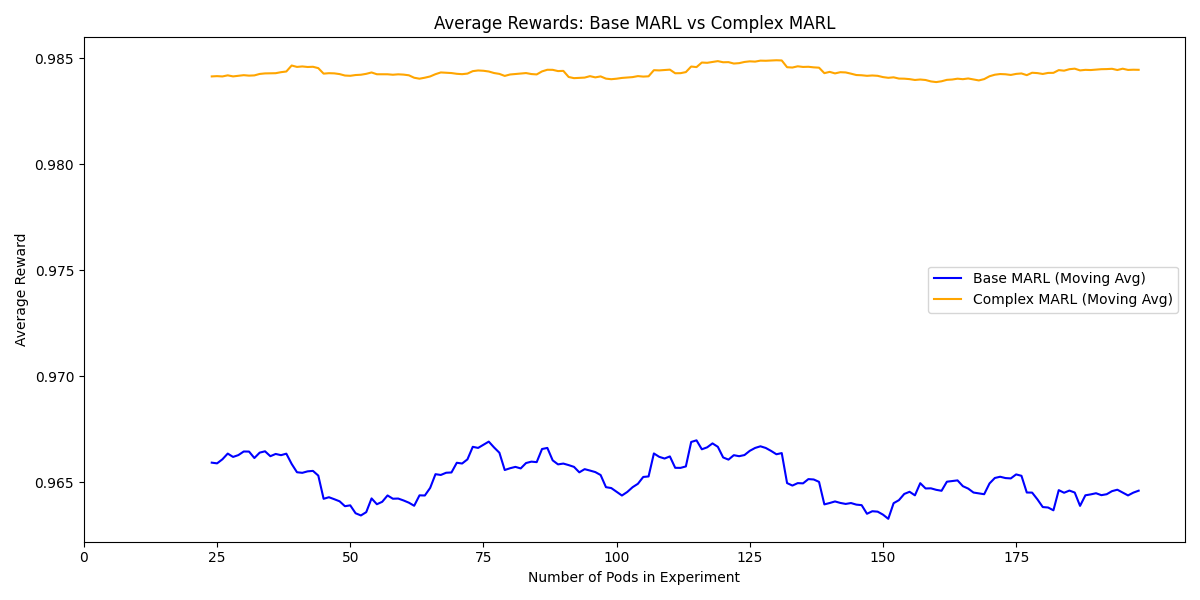 Average Rewards: Base MARL vs Complex MARL
Average Reward
0.985
0.980
0.975
0.970
0.965
Base MARL (Moving Avg)
Complex MARL (Moving Avg)
0 25 50 75 100 125 150 175
Number of Pods in Experiment